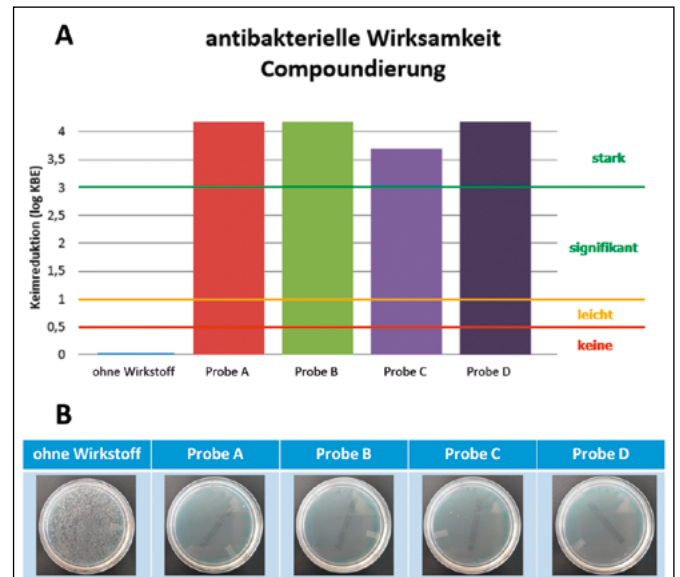 A
antibakterielle Wirksamkeit
Compoundierung
Keimreduktion (log KBE)
4
3,5
3
2,5
2
1,5
1
0,5
0
stark
signifikant
leicht
keine
ohne Wirkstoff Probe A Probe B Probe C Probe D
B
ohne Wirkstoff Probe A Probe B Probe C Probe D